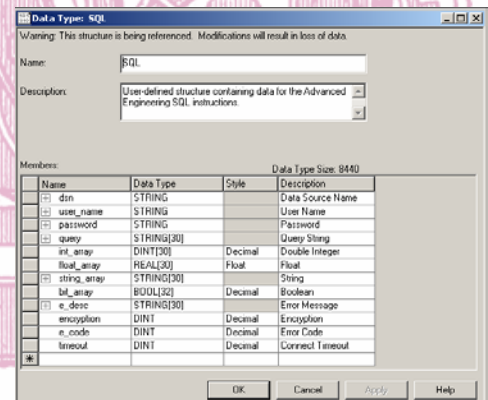 Data Type: SQL
Warning: This structure is being referenced. Modifications will result in loss of data.
Name: SQL
Description: User-defined structure containing data for the Advanced
Engineering SQL instructions.
Members: Data Type Size: 8440
Name Data Type Style Description
dsn STRING Data Source Name
user_name STRING User Name
password STRING Password
query STRING[30] Query String
int_array DINT[30] Decimal Double Integer
float_array REAL[30] Float Float
string_array STRING[30] String
bit_array BOOL[32] Decimal Boolean
e_desc STRING[30] Error Message
encryption DINT Decimal Encryption
e_code DINT Decimal Error Code
timeout DINT Decimal Connect Timeout
OK Cancel Apply Help